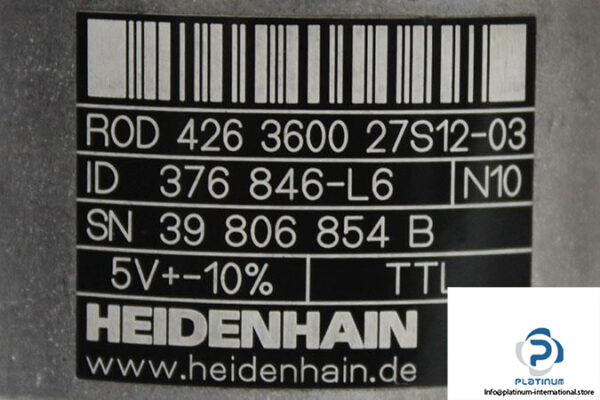 ROD 426 3600 27S12-03
ID 376 846-L6 N10
SN 39 806 854 B
5V+-10% TTL
HEIDENHAIN
www.heidenhain.de
PLATINUM
Info@platinum-international.store